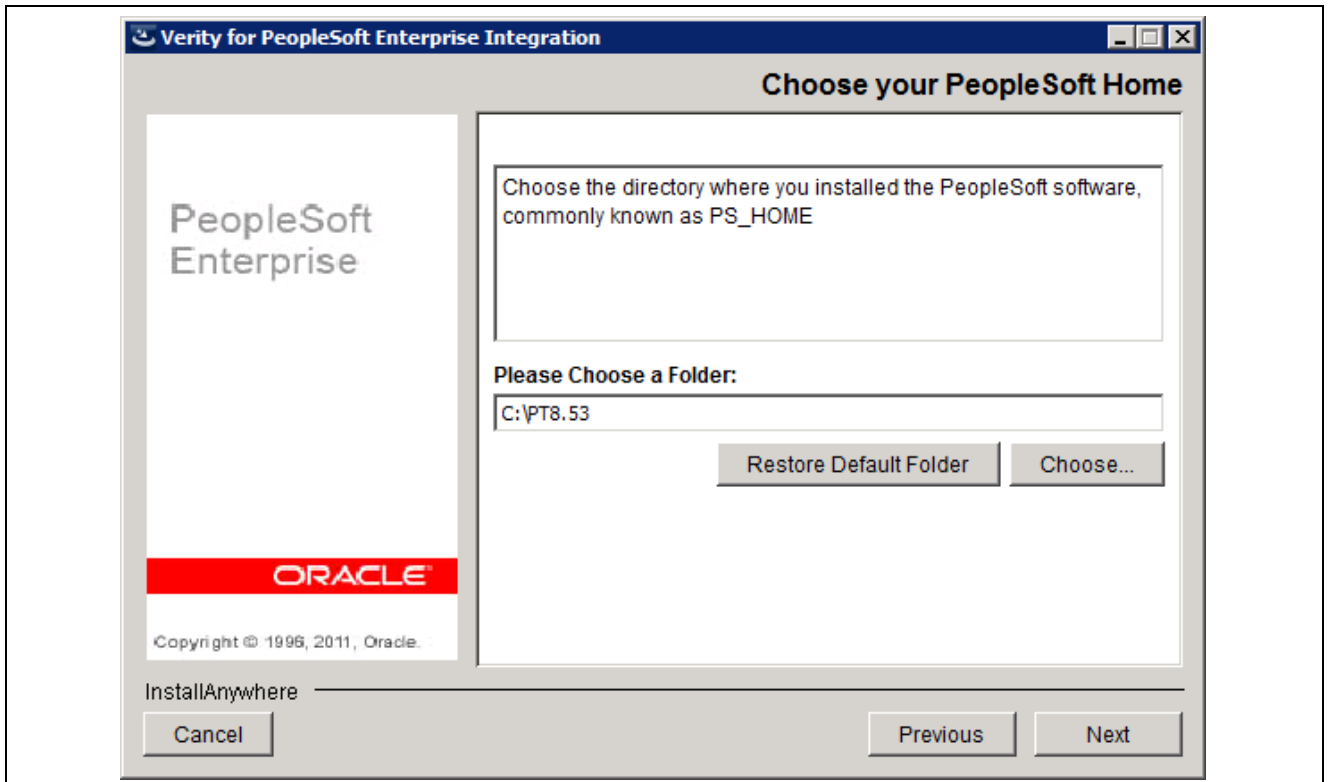 Verity for PeopleSoft Enterprise Integration
Choose your PeopleSoft Home
PeopleSoft
Enterprise
Choose the directory where you installed the PeopleSoft software,
commonly known as PS_HOME
Please Choose a Folder:
C:\PT8.53
Restore Default Folder
Choose...
ORACLE
Copyright © 1996, 2011, Oracle.
InstallAnywhere
Cancel
Previous
Next